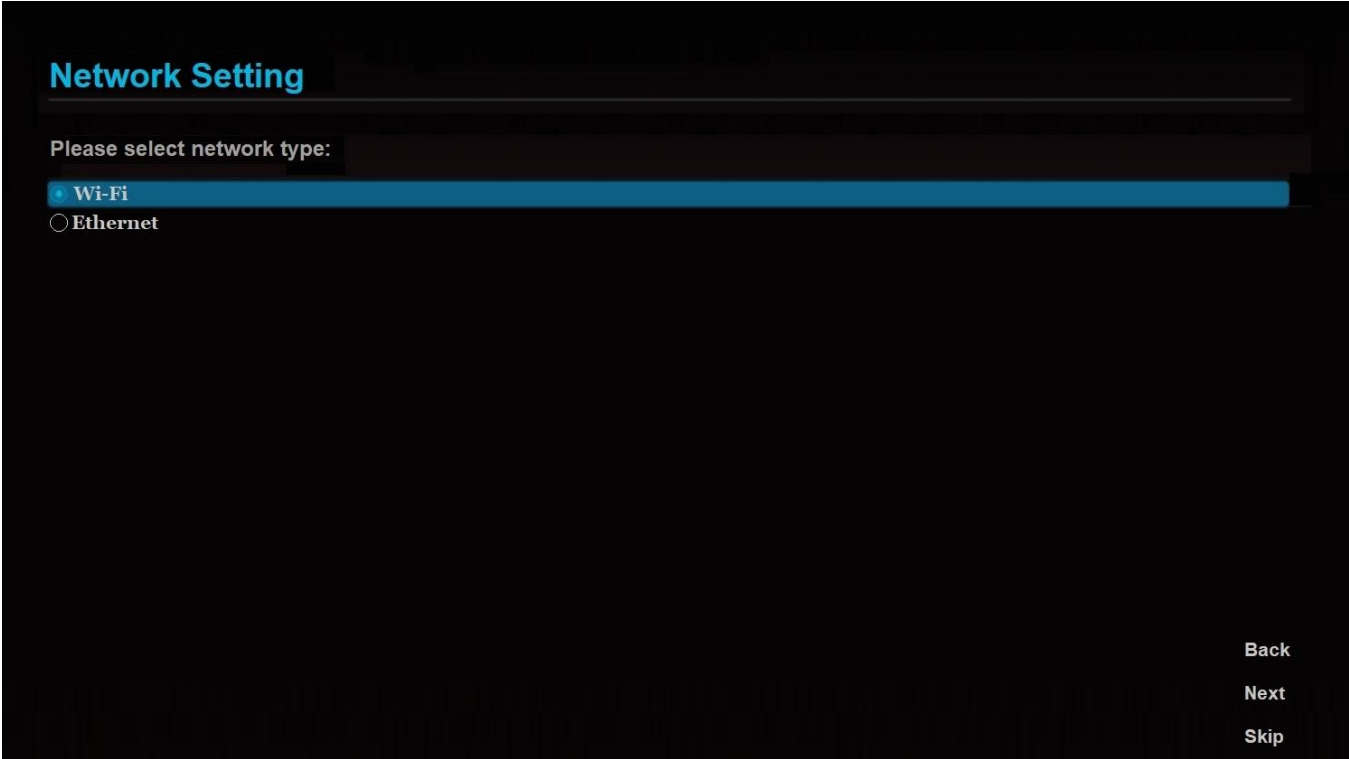 Network Setting
Please select network type:
Wi-Fi
Ethernet
Back
Next
Skip